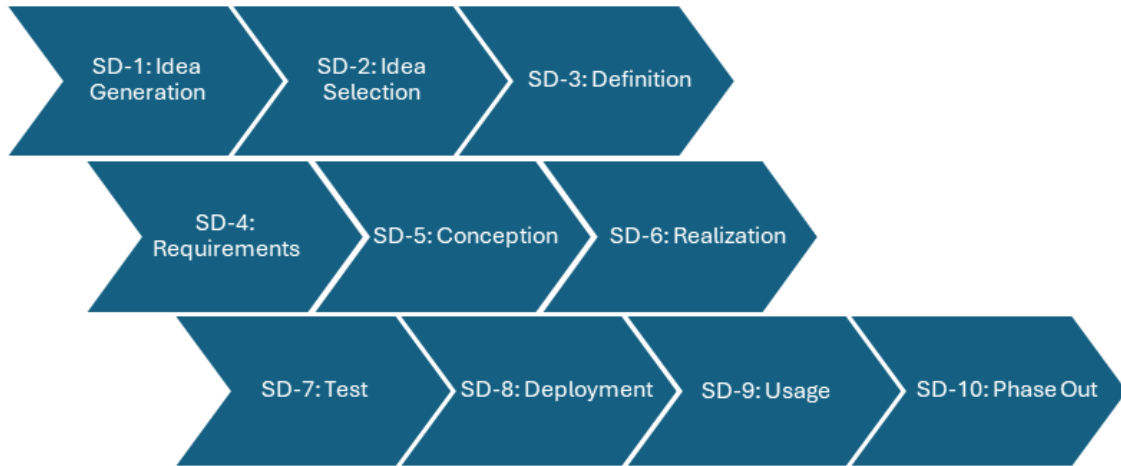 SD-1: Idea
Generation
SD-2: Idea
Selection
SD-3: Definition
SD-4:
Requirements
SD-5: Conception
SD-6: Realization
SD-7: Test
SD-8: Deployment
SD-9: Usage
SD-10: Phase Out